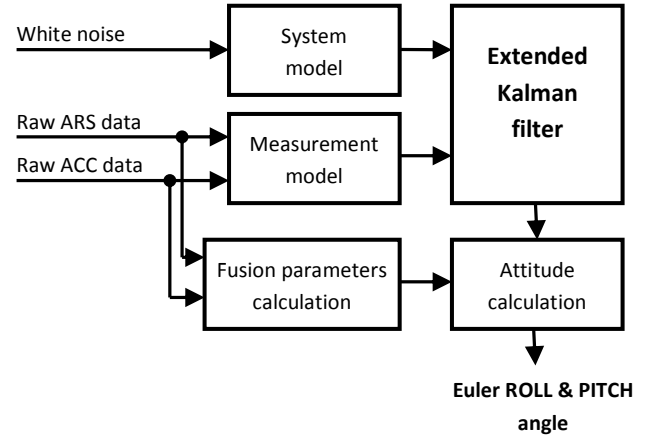 White noise
System
model
Extended
Kalman
filter
Raw ARS data
Raw ACC data
Measurement
model
Fusion parameters
calculation
Attitude
calculation
Euler ROLL & PITCH
angle